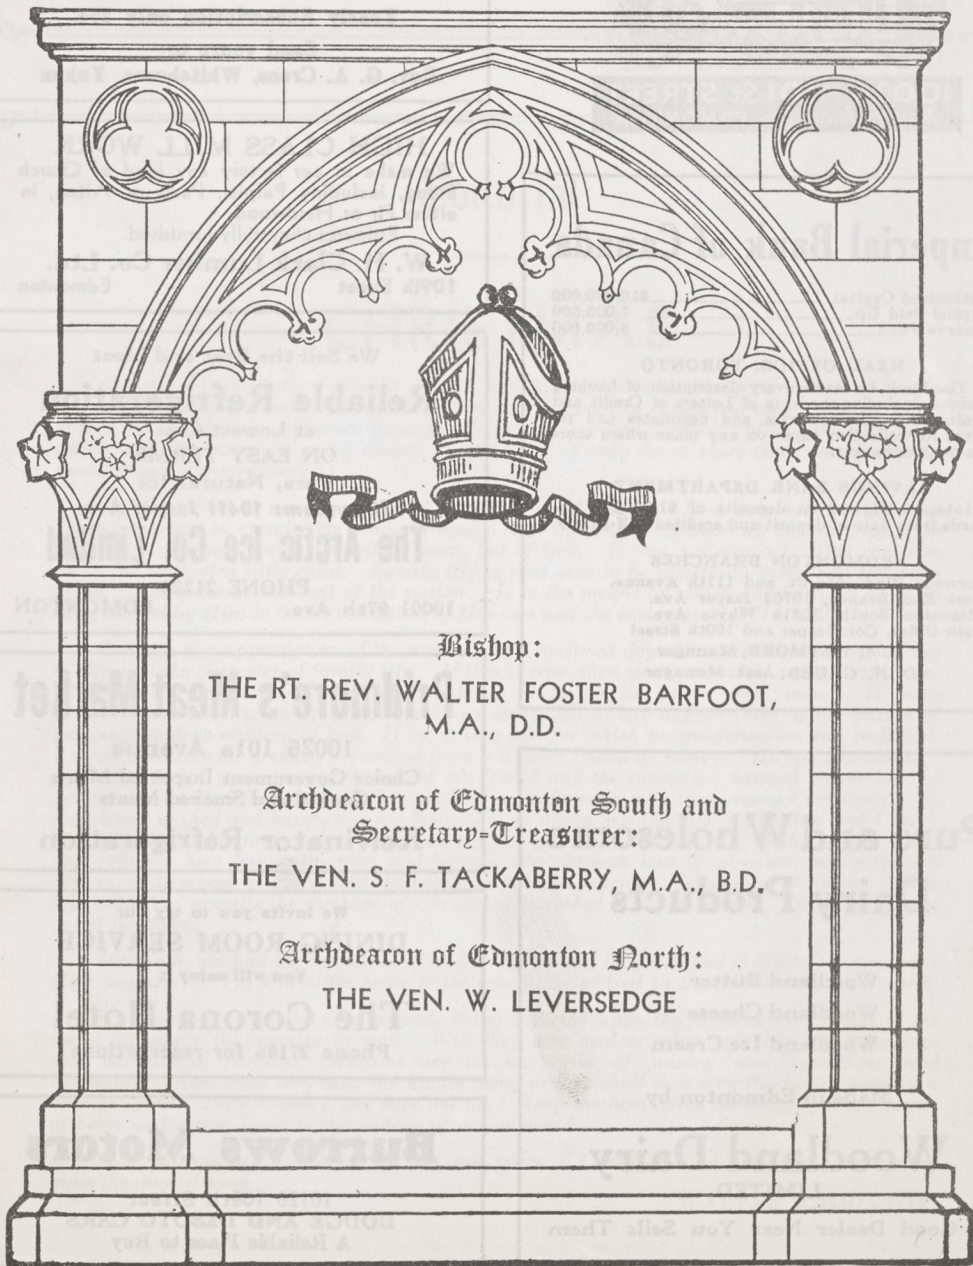 Bishop:
THE RT. REV. WALTER FOSTER BARFOOT,
M.A., D.D.
Archdeacon of Edmonton South and
Secretary-Treasurer:
THE VEN. S F. TACKABERRY, M.A., B.D.
Archdeacon of Edmonton North:
THE VEN. W. LEVERSEDGE